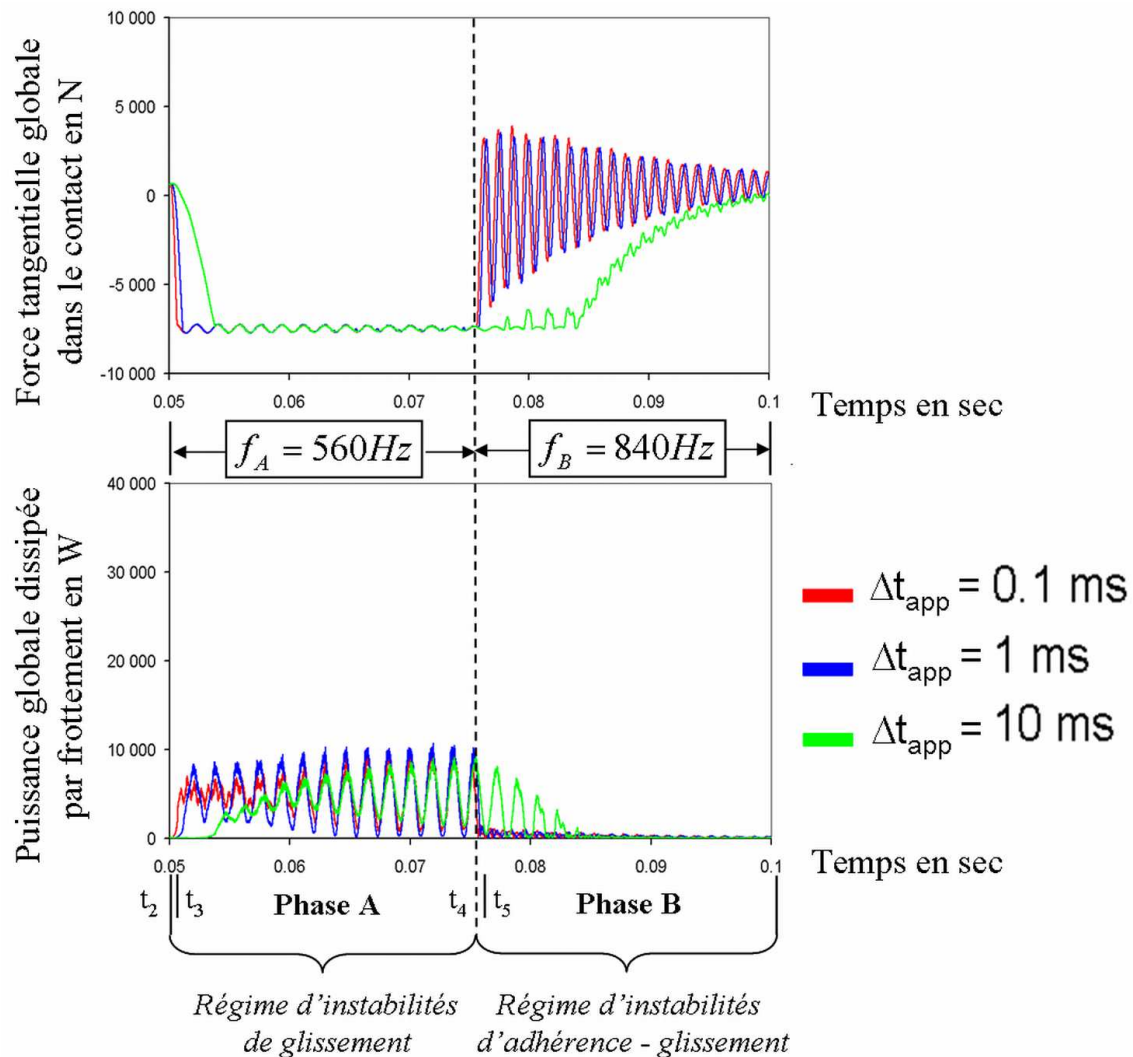 Force tangentielle globale
dans le contact en N
10 000
5 000
0
-5 000
-10 000
0.05
0.06
0.07
0.08
0.09
0.1
Temps en sec
f_A = 560Hz
f_B = 840Hz
Puissance globale dissipée
par frottement en W
40 000
30 000
20 000
10 000
0
0.05
0.06
0.07
0.08
0.09
0.1
Temps en sec
Δt_app = 0.1 ms
Δt_app = 1 ms
Δt_app = 10 ms
t_2 t_3 Phase A t_4 t_5 Phase B
Régime d'instabilités
de glissement
Régime d'instabilités
d'adhérence - glissement